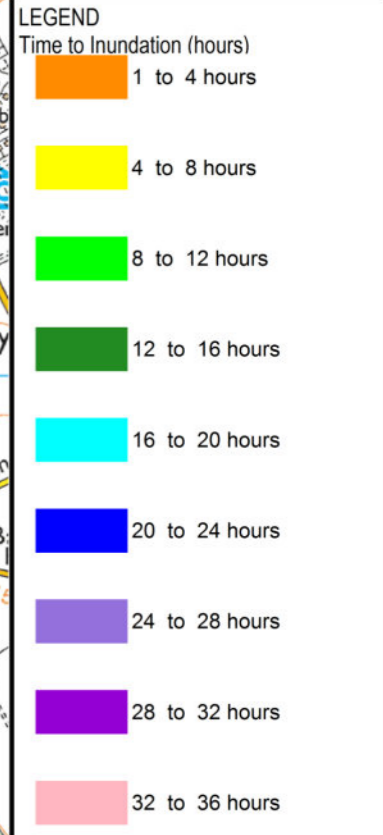 LEGEND
Time to Inundation (hours)
1 to 4 hours
4 to 8 hours
8 to 12 hours
12 to 16 hours
16 to 20 hours
20 to 24 hours
24 to 28 hours
28 to 32 hours
32 to 36 hours